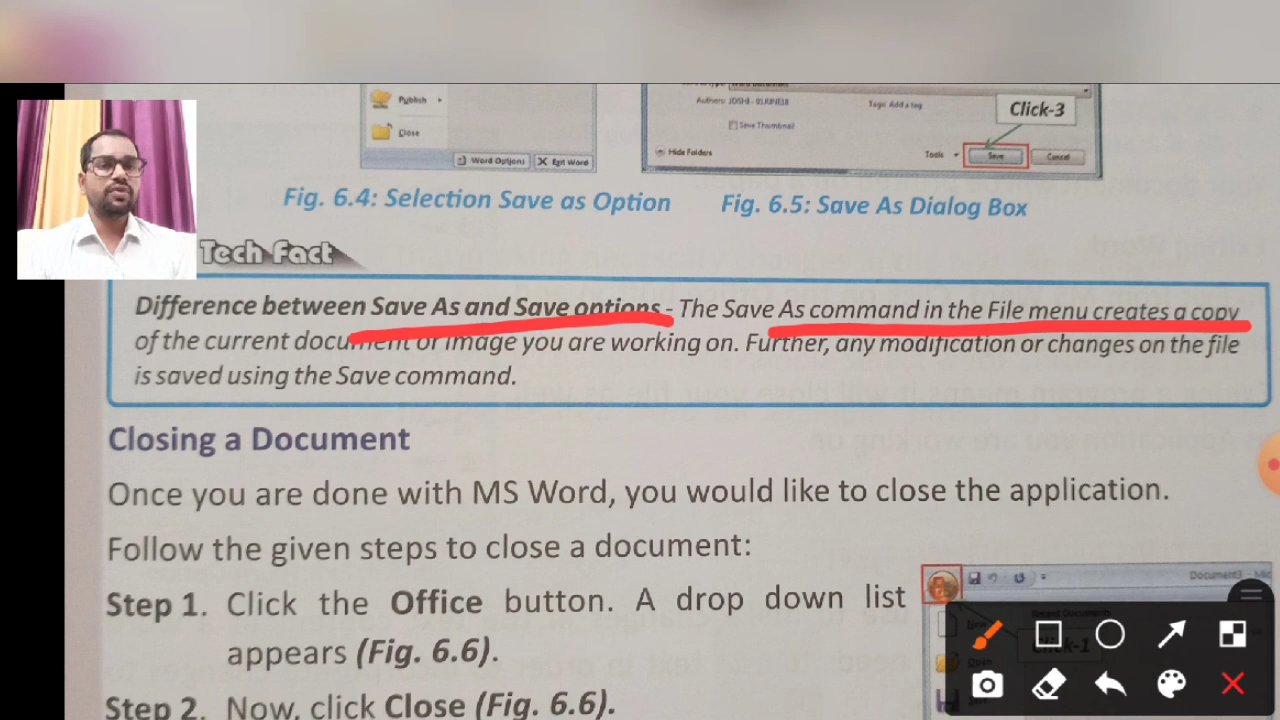 Publish
Close
Word Options
Exit Word
Authors: JOSHI - 01JUNE18
Tags: Add a tag
Save Thumbnail
Click-3
Hide Folders
Tools
Save
Cancel
Fig. 6.4: Selection Save as Option
Fig. 6.5: Save As Dialog Box
Tech Fact
Difference between Save As and Save options - The Save As command in the File menu creates a copy
of the current document or image you are working on. Further, any modification or changes on the file
is saved using the Save command.
Closing a Document
Once you are done with MS Word, you would like to close the application.
Follow the given steps to close a document:
Step 1. Click the Office button. A drop down list
appears (Fig. 6.6).
Step 2. Now, click Close (Fig. 6.6).
Document3
Click-1